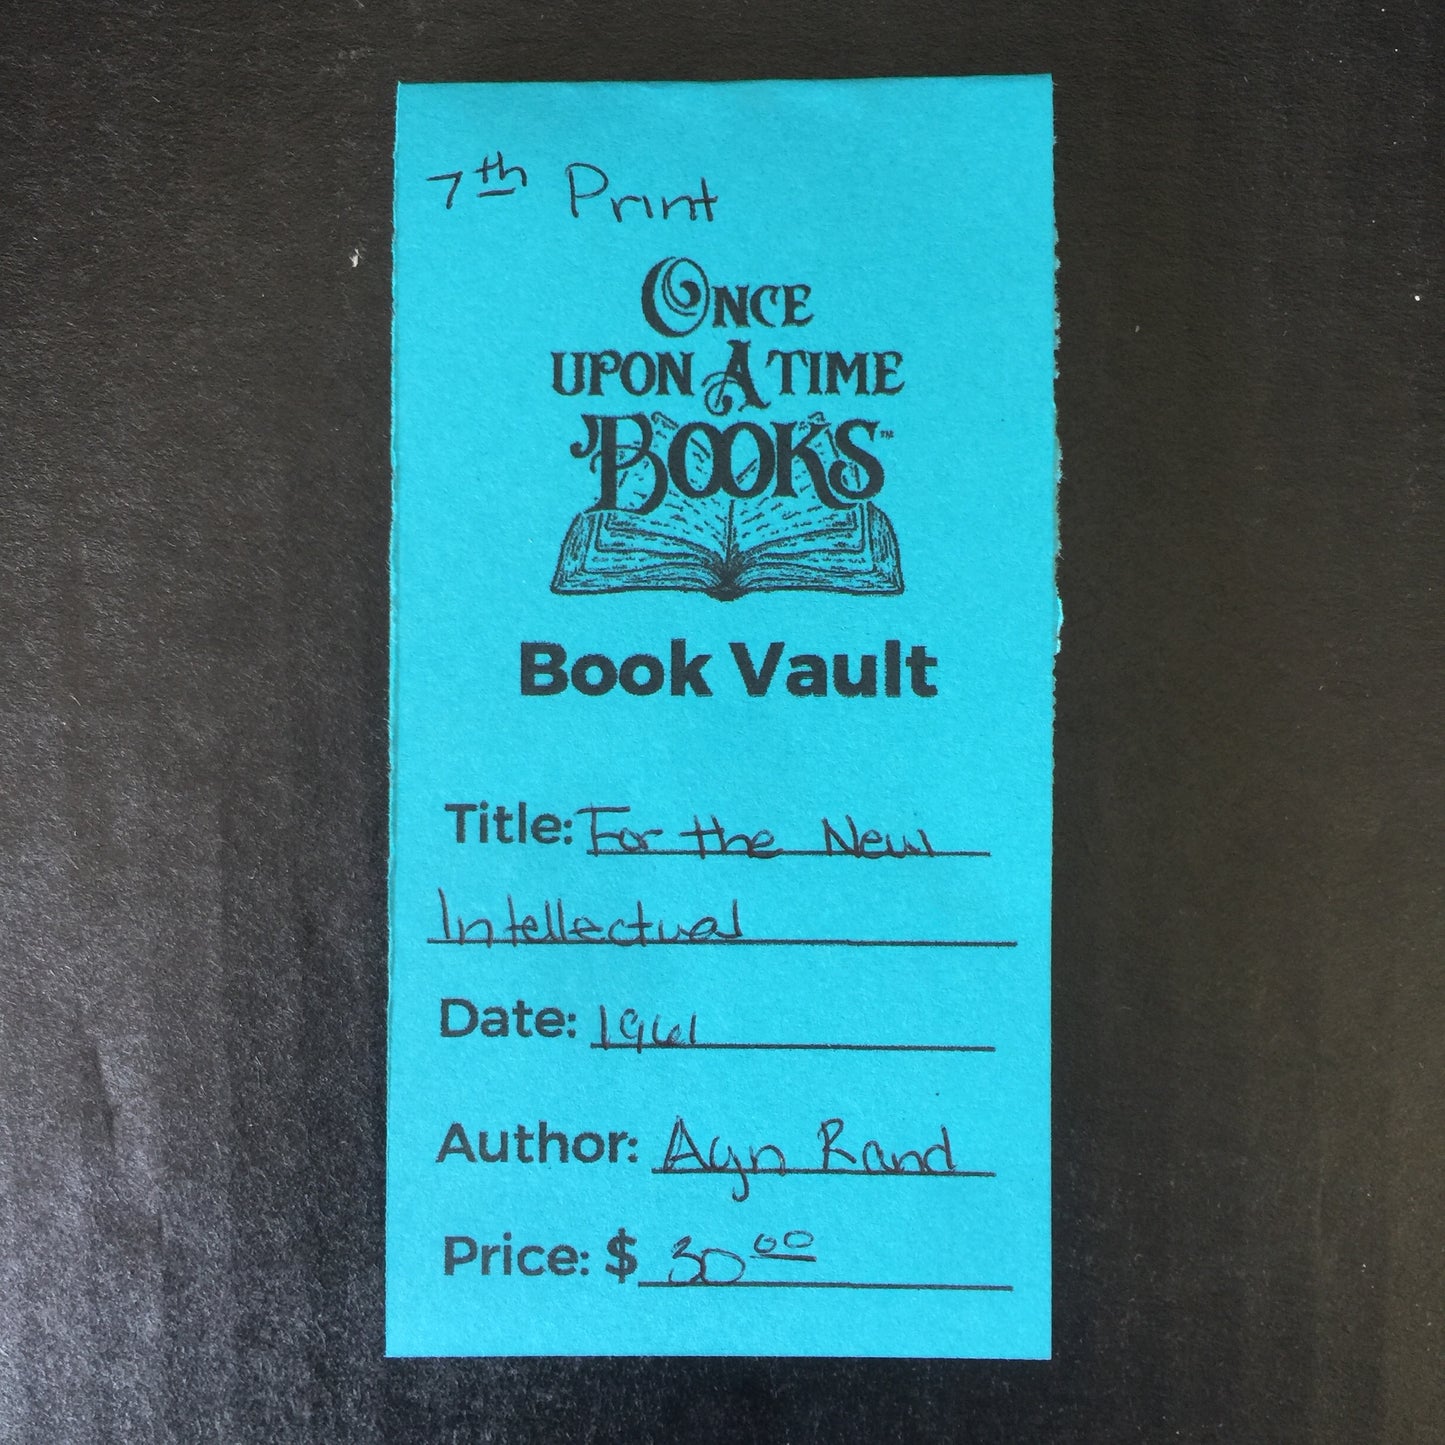 7th Print
ONCE
UPON A TIME
BOOKS™
Book Vault
Title: For the New
Intellectual
Date: 1961
Author: Ayn Rand
Price: $ 30 00